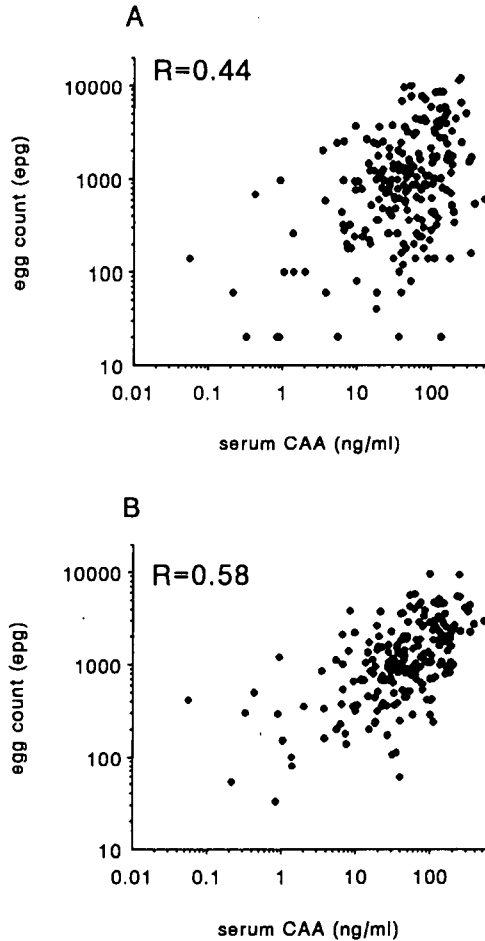 A
R=0.44
10000
1000
100
10
egg count (epg)
0.01 0.1 1 10 100
serum CAA (ng/ml)
B
R=0.58
10000
1000
100
10
egg count (epg)
0.01 0.1 1 10 100
serum CAA (ng/ml)